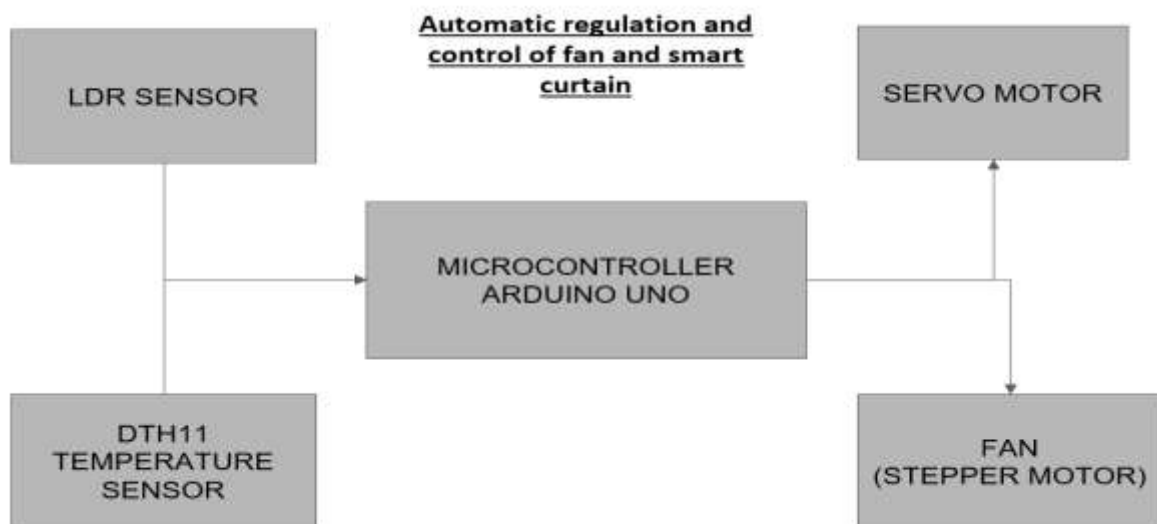 Automatic regulation and
control of fan and smart
curtain
LDR SENSOR
SERVO MOTOR
MICROCONTROLLER
ARDUINO UNO
DTH11
TEMPERATURE
SENSOR
FAN
(STEPPER MOTOR)